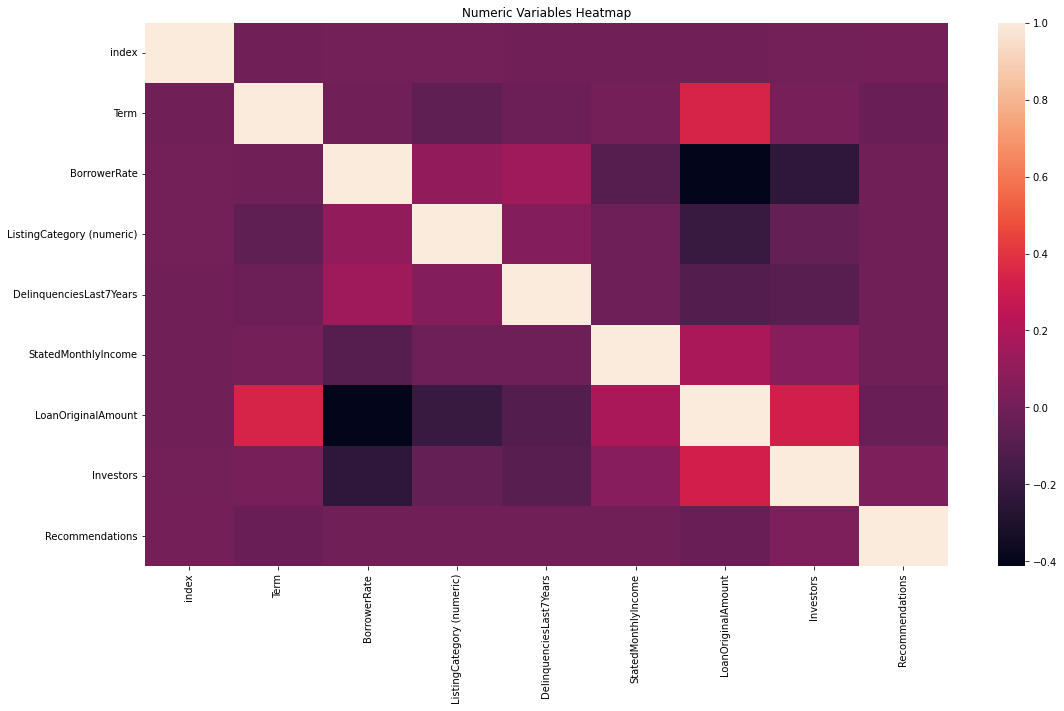 Numeric Variables Heatmap
index
Term
BorrowerRate
ListingCategory (numeric)
DelinquenciesLast7Years
StatedMonthlyIncome
LoanOriginalAmount
Investors
Recommendations
index
Term
BorrowerRate
ListingCategory (numeric)
DelinquenciesLast7Years
StatedMonthlyIncome
LoanOriginalAmount
Investors
Recommendations
1.0
0.8
0.6
0.4
0.2
0.0
−0.2
−0.4